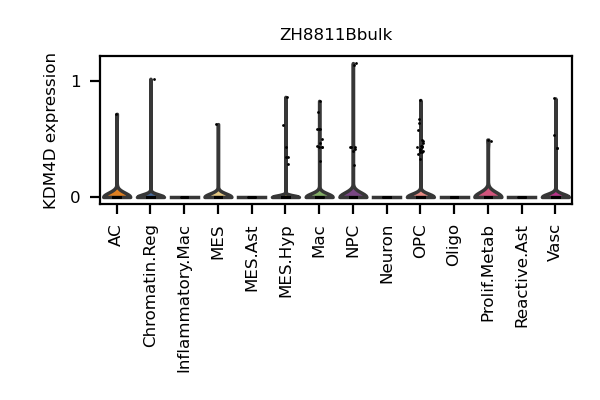 ZH8811Bbulk
KDM4D expression
1
0
AC
Chromatin.Reg
Inflammatory.Mac
MES
MES.Ast
MES.Hyp
Mac
NPC
Neuron
OPC
Oligo
Prolif.Metab
Reactive.Ast
Vasc